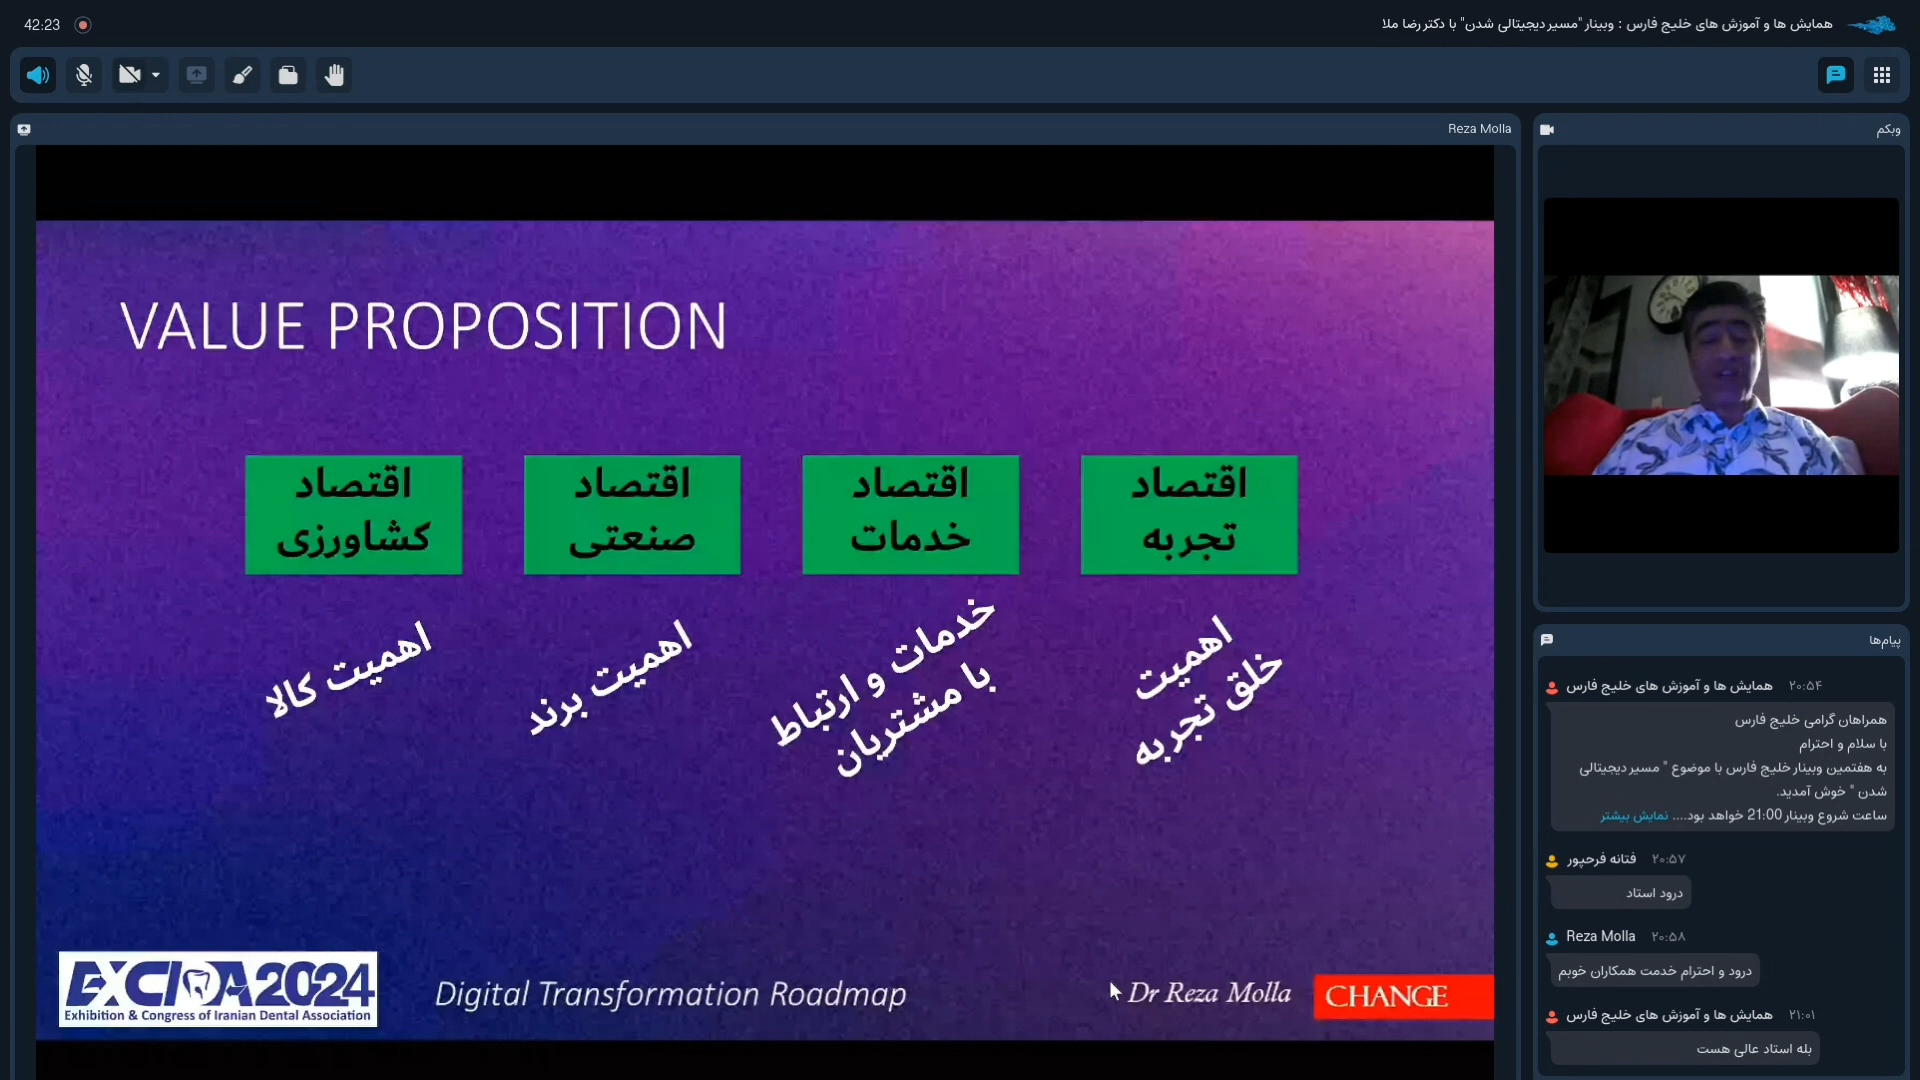 42:23
همایش ها و آموزش های خلیج فارس : وبینار "مسیر دیجیتالی شدن" با دکتر رضا ملا
Reza Molla
VALUE PROPOSITION
اقتصاد
کشاورزی
اقتصاد
صنعتی
اقتصاد
خدمات
اقتصاد
تجربه
اهمیت کالا
اهمیت برند
خدمات و ارتباط
با مشتریان
اهمیت
خلق تجربه
EXCIDA2024
Exhibition & Congress of Iranian Dental Association
Digital Transformation Roadmap
Dr Reza Molla
CHANGE
وبکم
پیام‌ها
همایش ها و آموزش های خلیج فارس ۲۰:۵۴
همراهان گرامی خلیج فارس
با سلام و احترام
به هفتمین وبینار خلیج فارس با موضوع " مسیر دیجیتالی
شدن " خوش آمدید.
ساعت شروع وبینار 21:00 خواهد بود.... نمایش بیشتر
فتانه فرحپور ۲۰:۵۷
درود استاد
Reza Molla ۲۰:۵۸
درود و احترام خدمت همکاران خوبم
همایش ها و آموزش های خلیج فارس ۲۱:۰۱
بله استاد عالی هست